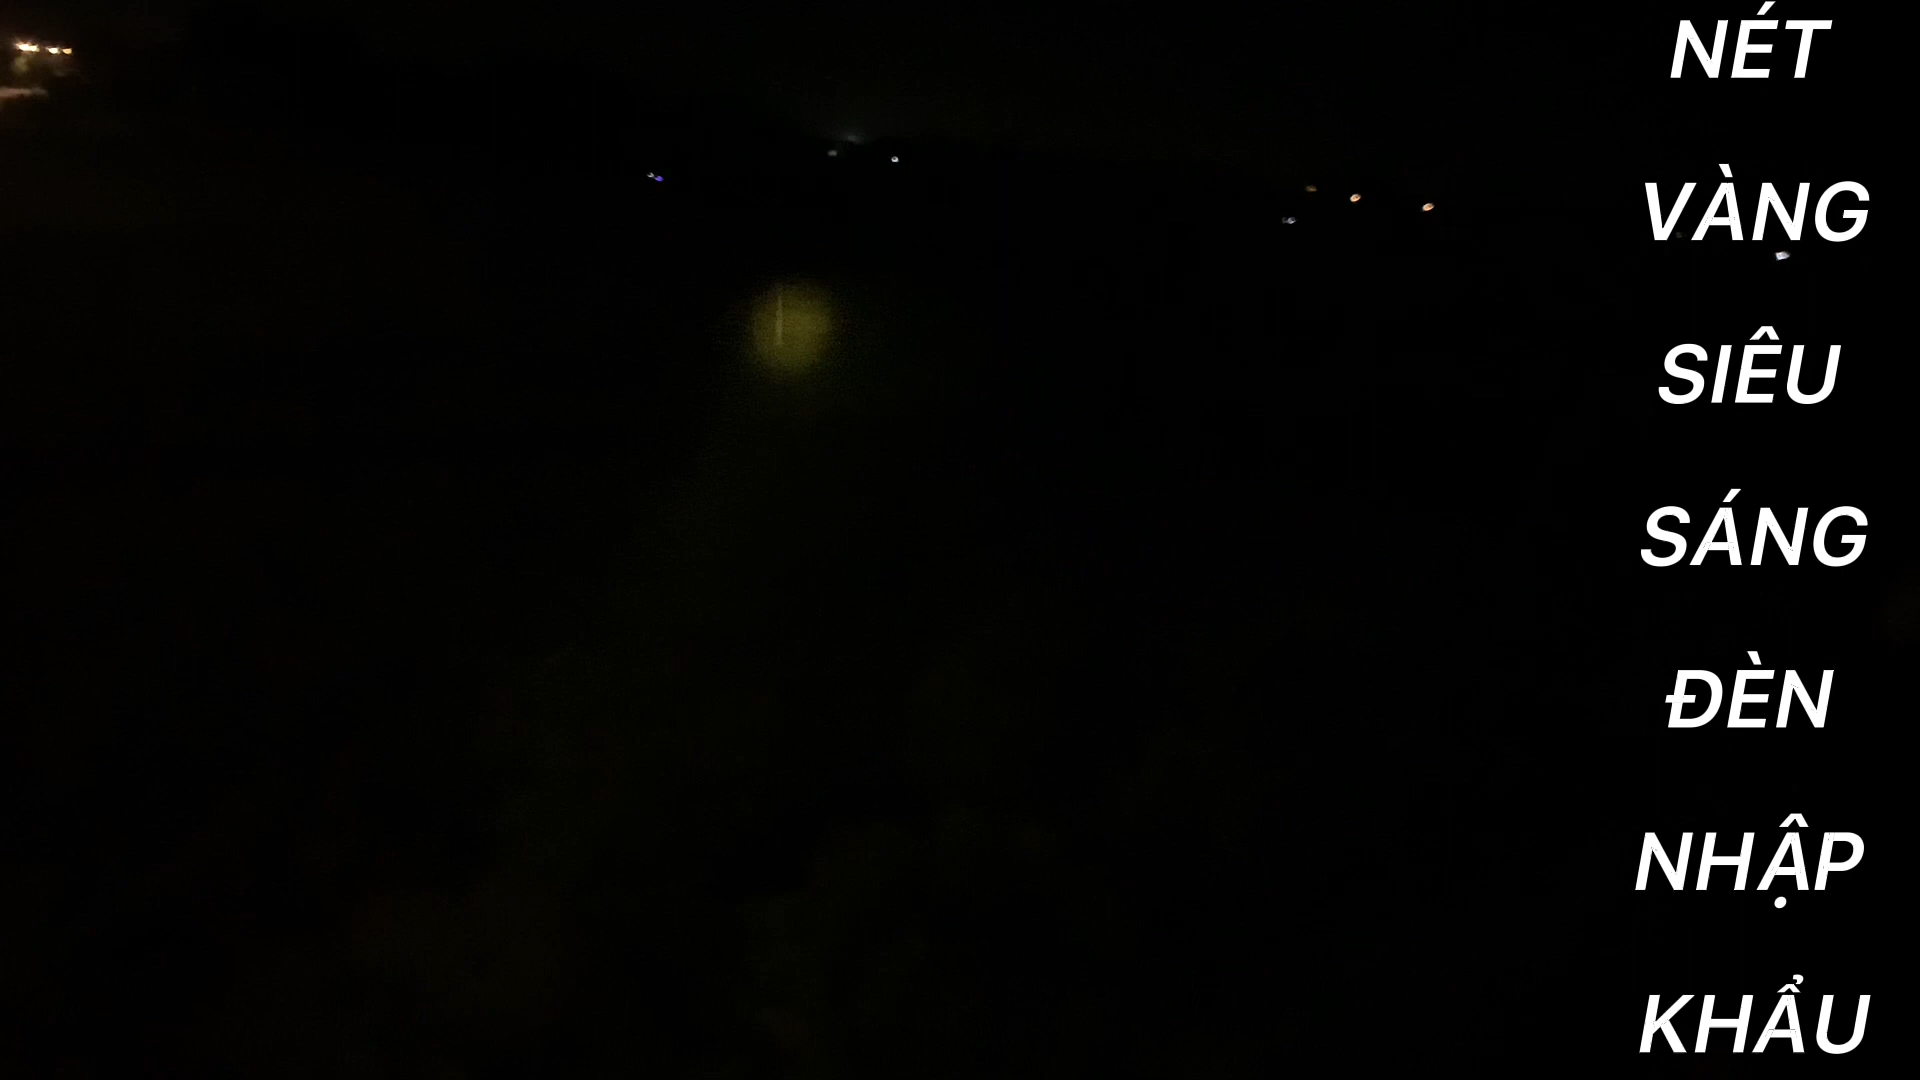 NÉT
VÀNG
SIÊU
SÁNG
ĐÈN
NHẬP
KHẨU